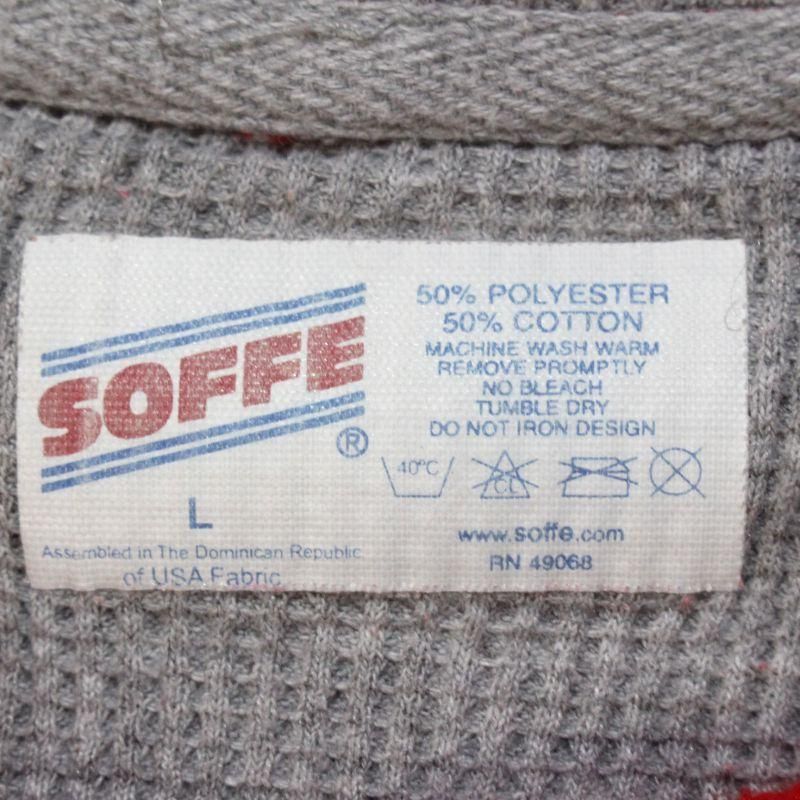 SOFFE
®
L
Assembled in The Dominican Republic
of USA Fabric
50% POLYESTER
50% COTTON
MACHINE WASH WARM
REMOVE PROMPTLY
NO BLEACH
TUMBLE DRY
DO NOT IRON DESIGN
40°C
CL
www.soffe.com
RN 49068